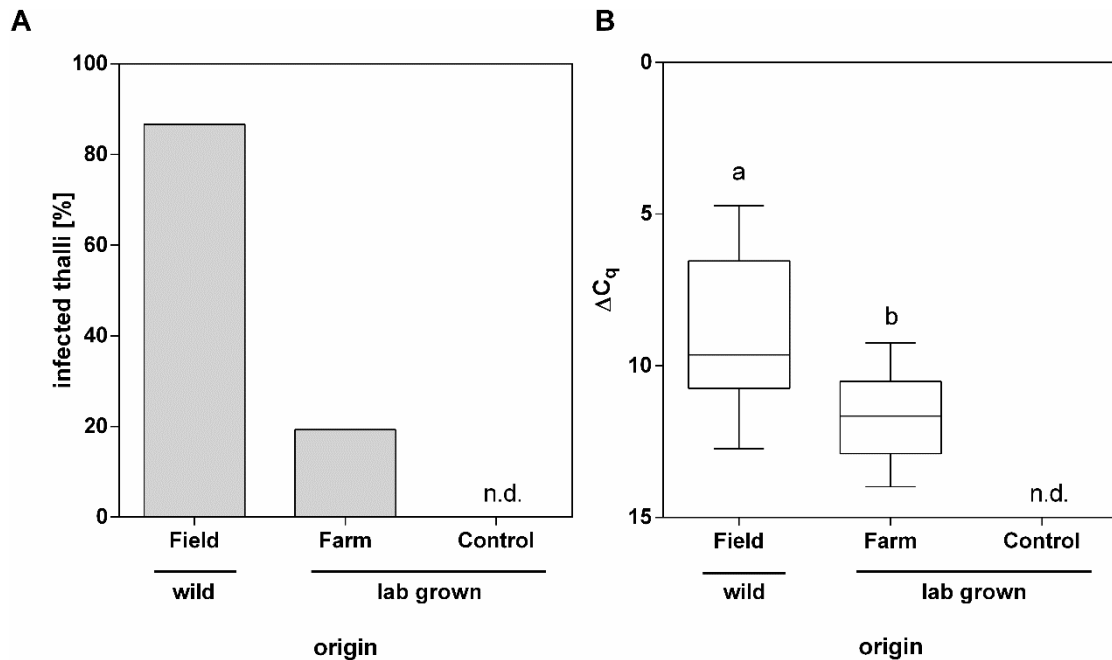 A
infected thalli [%]
100
80
60
40
20
0
n.d.
Field
Farm
Control
wild
lab grown
origin
B
ΔCq
0
5
10
15
a
b
n.d.
Field
Farm
Control
wild
lab grown
origin